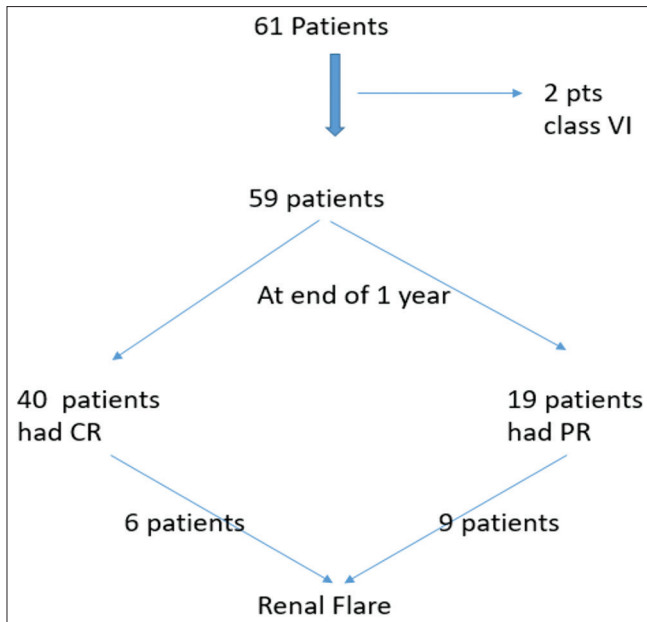 61 Patients
2 pts
class VI
59 patients
At end of 1 year
40 patients
had CR
19 patients
had PR
6 patients
9 patients
Renal Flare